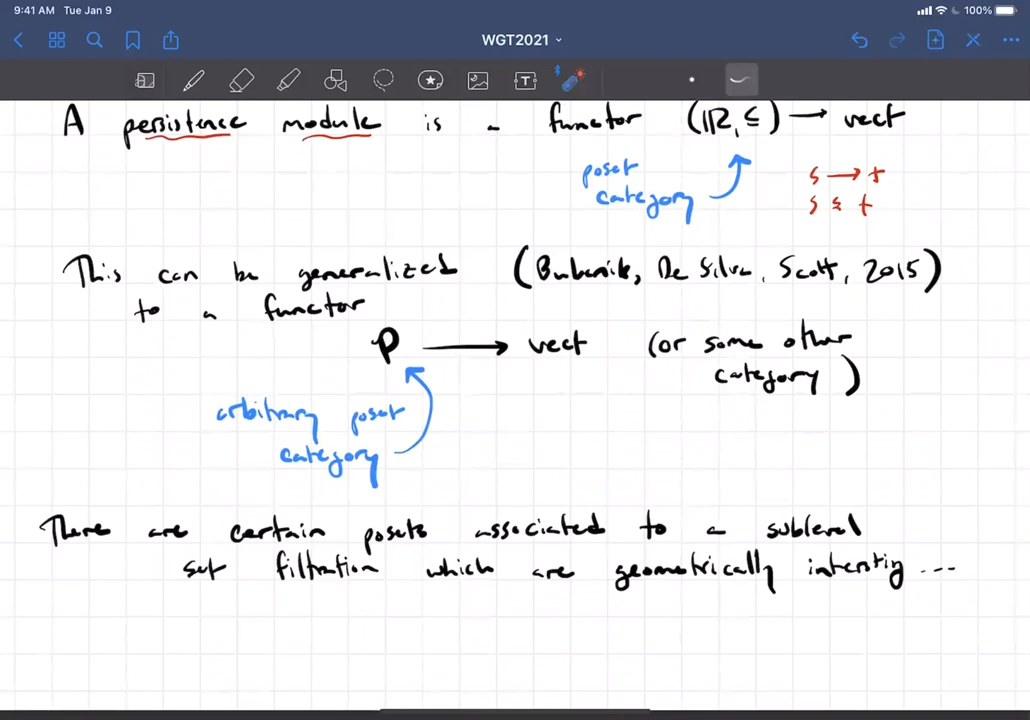 9:41 AM Tue Jan 9
100%
WGT2021
A persistence module is a functor (ℝ, ≤) → vect
poset
category
s → t
s ≤ t
This can be generalized (Bubenik, De Silva, Scott, 2015)
to a functor
P → vect (or some other
category)
arbitrary poset
category
There are certain posets associated to a sublevel
set filtration which are geometrically intersting ...